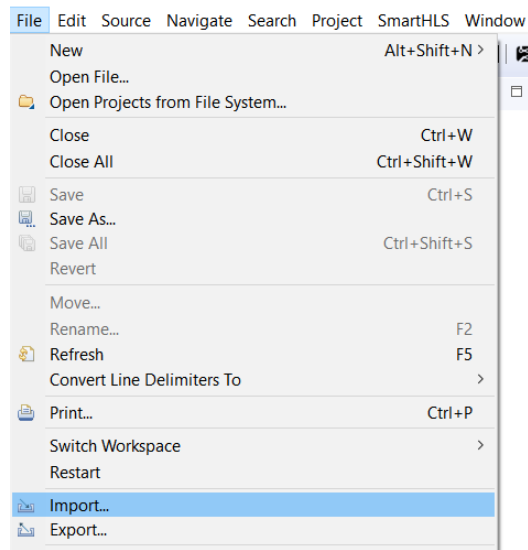 File Edit Source Navigate Search Project SmartHLS Window
New Alt+Shift+N >
Open File...
Open Projects from File System...
Close Ctrl+W
Close All Ctrl+Shift+W
Save Ctrl+S
Save As...
Save All Ctrl+Shift+S
Revert
Move...
Rename... F2
Refresh F5
Convert Line Delimiters To >
Print... Ctrl+P
Switch Workspace >
Restart
Import...
Export...